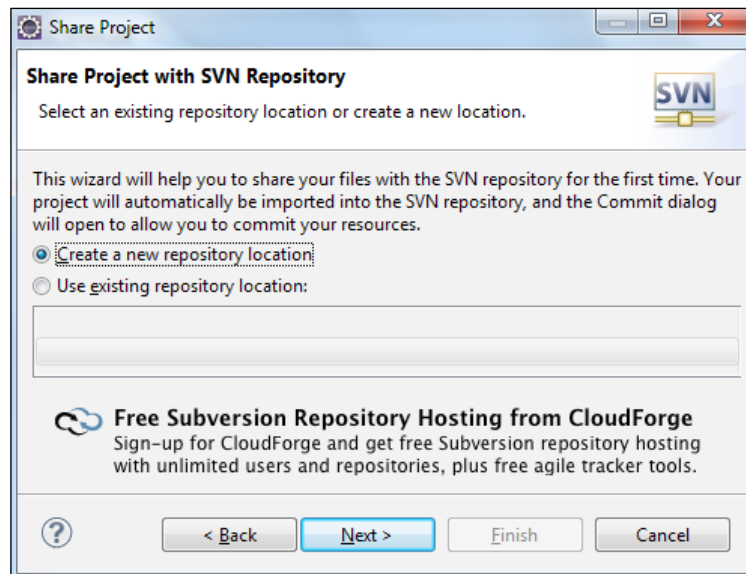 Share Project
Share Project with SVN Repository
Select an existing repository location or create a new location.
SVN
This wizard will help you to share your files with the SVN repository for the first time. Your
project will automatically be imported into the SVN repository, and the Commit dialog
will open to allow you to commit your resources.
Create a new repository location
Use existing repository location:
Free Subversion Repository Hosting from CloudForge
Sign-up for CloudForge and get free Subversion repository hosting
with unlimited users and repositories, plus free agile tracker tools.
? < Back Next > Finish Cancel